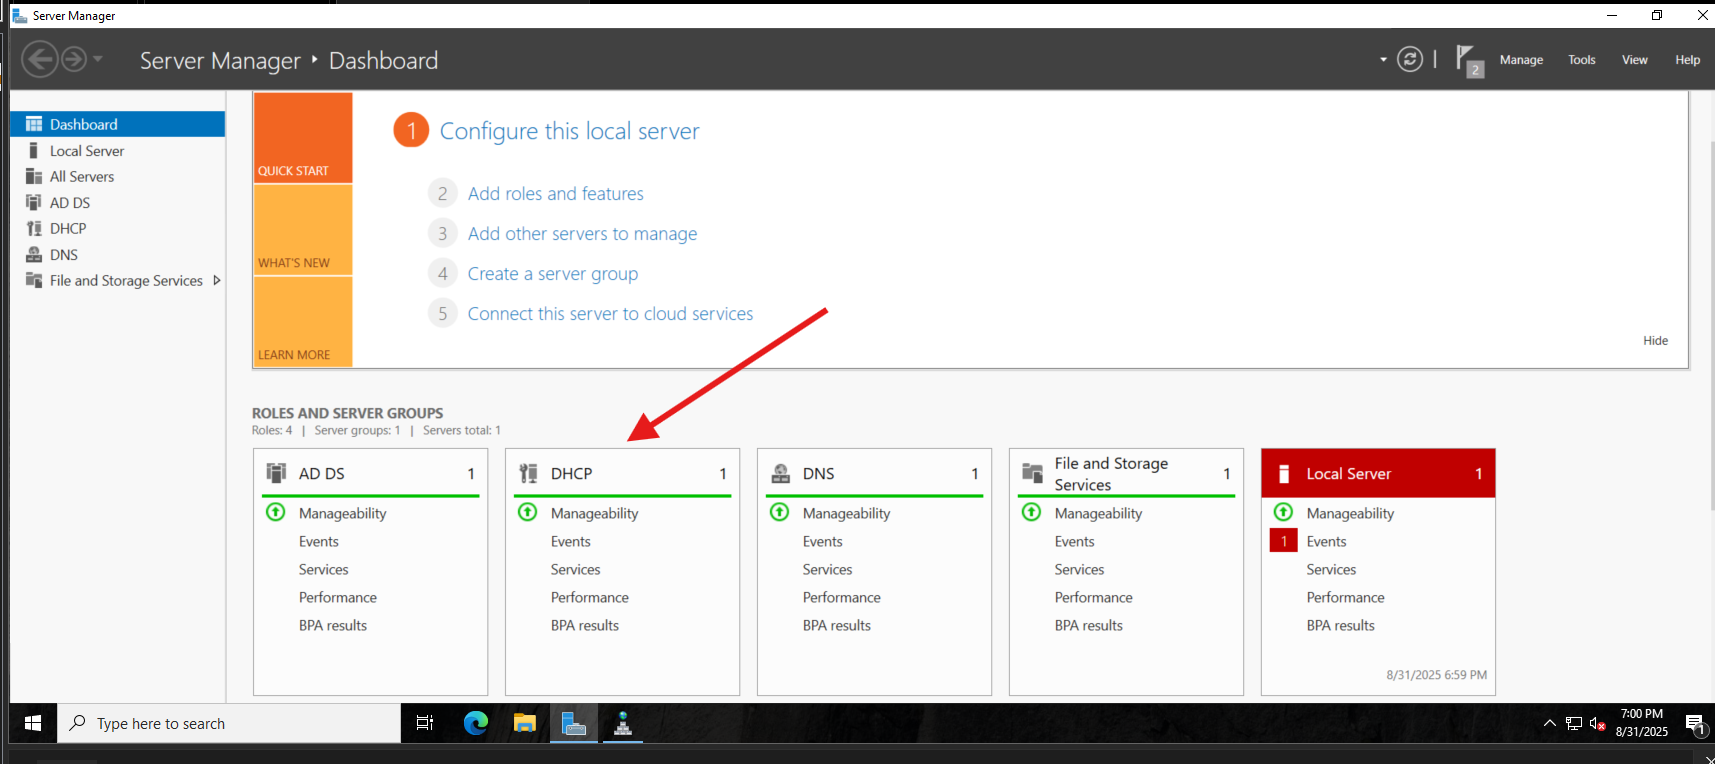 Server Manager
Server Manager ‣ Dashboard
2
Manage
Tools
View
Help
Dashboard
Local Server
All Servers
AD DS
DHCP
DNS
File and Storage Services
QUICK START
WHAT'S NEW
LEARN MORE
1 Configure this local server
2 Add roles and features
3 Add other servers to manage
4 Create a server group
5 Connect this server to cloud services
Hide
ROLES AND SERVER GROUPS
Roles: 4 | Server groups: 1 | Servers total: 1
AD DS 1
Manageability
Events
Services
Performance
BPA results
DHCP 1
Manageability
Events
Services
Performance
BPA results
DNS 1
Manageability
Events
Services
Performance
BPA results
File and Storage
Services 1
Manageability
Events
Services
Performance
BPA results
Local Server 1
Manageability
1 Events
Services
Performance
BPA results
8/31/2025 6:59 PM
Type here to search
7:00 PM
8/31/2025
1